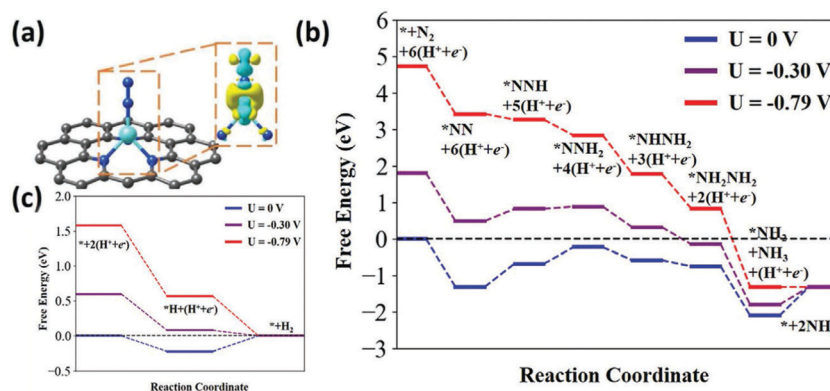 (a)
(b)
*+N2
+6(H⁺+e⁻)
*NN
+6(H⁺+e⁻)
*NNH
+5(H⁺+e⁻)
*NNH2
+4(H⁺+e⁻)
*NHNH2
+3(H⁺+e⁻)
*NH2NH2
+2(H⁺+e⁻)
*NH3
+NH3
+(H⁺+e⁻)
*+2NH
U = 0 V
U = -0.30 V
U = -0.79 V
Free Energy (eV)
6
5
4
3
2
1
0
−1
−2
−3
Reaction Coordinate
(c)
U = 0 V
U = -0.30 V
U = -0.79 V
*+2(H⁺+e⁻)
*H+(H⁺+e⁻)
*+H2
Free Energy (eV)
2.0
1.5
1.0
0.5
0.0
−0.5
Reaction Coordinate